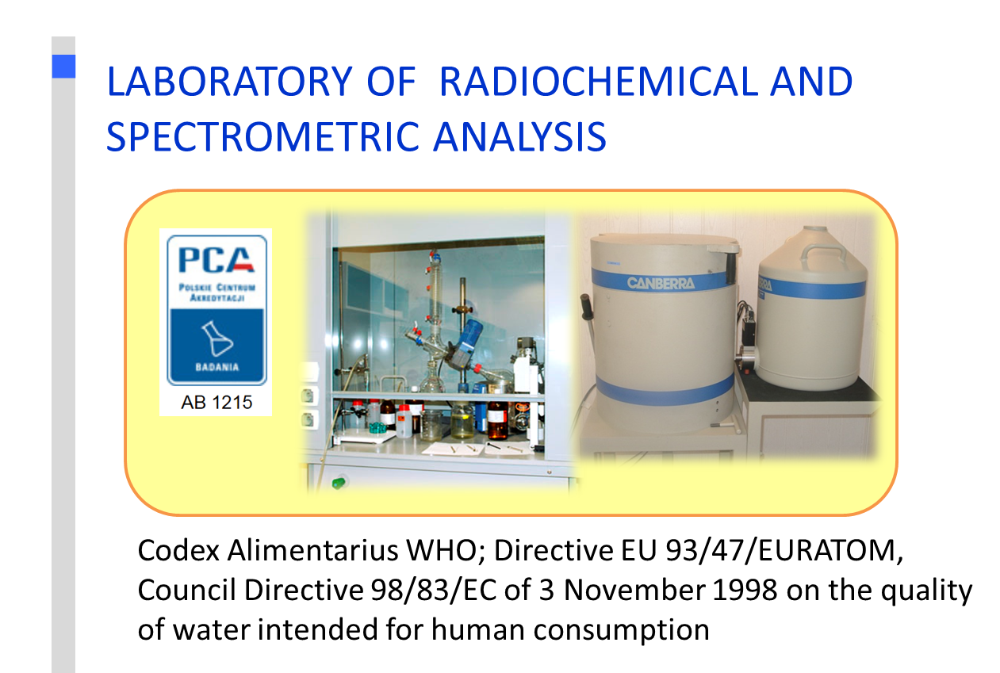 LABORATORY OF RADIOCHEMICAL AND
SPECTROMETRIC ANALYSIS
PCA
POLSKIE CENTRUM
AKREDYTACJI
BADANIA
AB 1215
CANBERRA
Codex Alimentarius WHO; Directive EU 93/47/EURATOM,
Council Directive 98/83/EC of 3 November 1998 on the quality
of water intended for human consumption